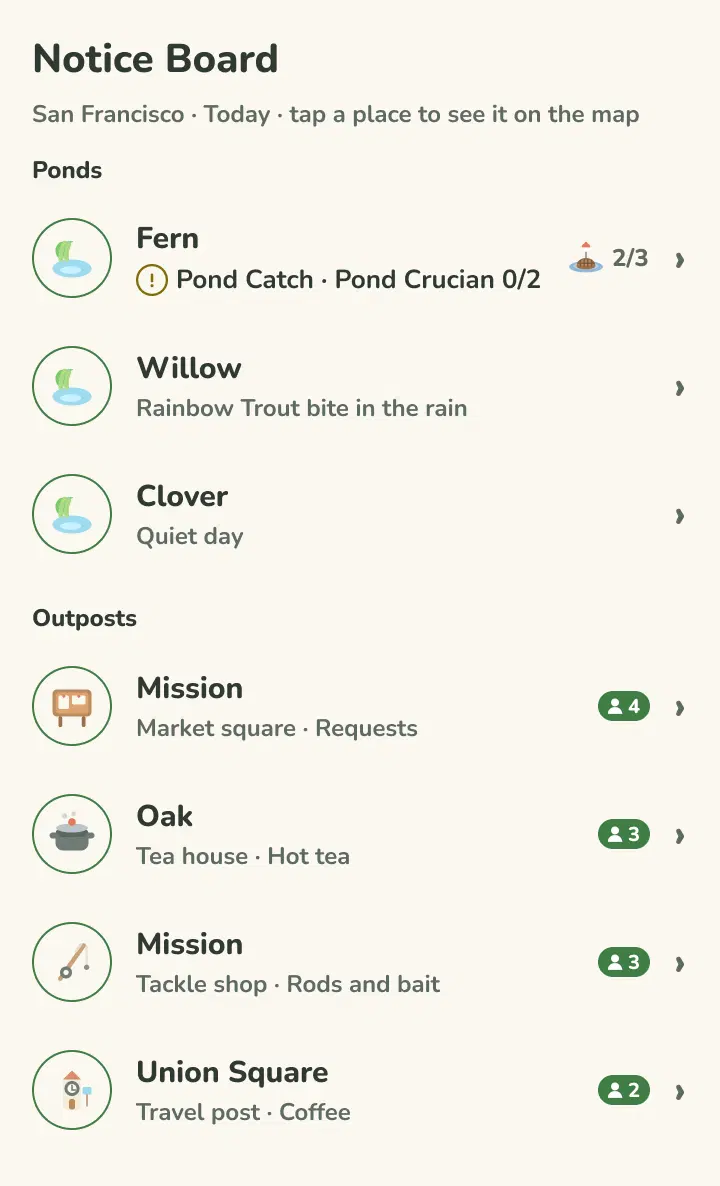 Notice Board
San Francisco · Today · tap a place to see it on the map
Ponds
Fern
Pond Catch · Pond Crucian 0/2
2/3
Willow
Rainbow Trout bite in the rain
Clover
Quiet day
Outposts
Mission
Market square · Requests
4
Oak
Tea house · Hot tea
3
Mission
Tackle shop · Rods and bait
3
Union Square
Travel post · Coffee
2